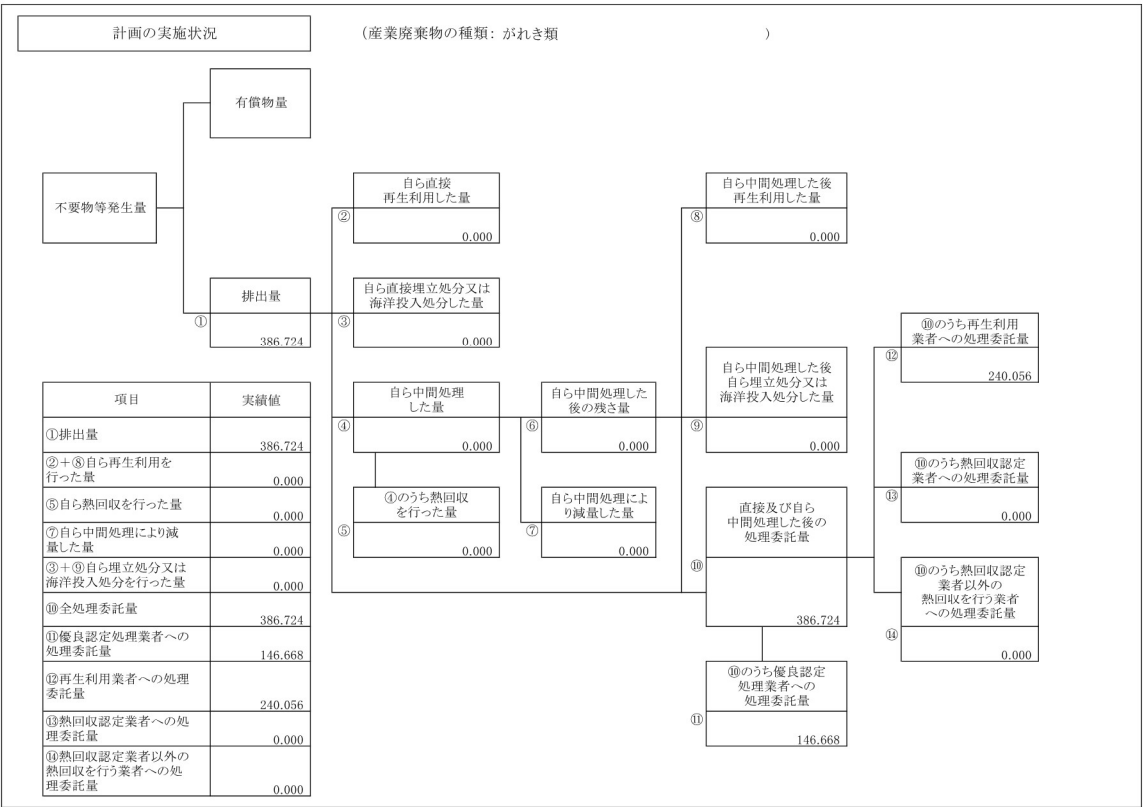 計画の実施状況
(産業廃棄物の種類: がれき類 )
有償物量
不要物等発生量
排出量
①
386.724
自ら直接
再生利用した量
②
0.000
自ら直接埋立処分又は
海洋投入処分した量
③
0.000
自ら中間処理
した量
④
0.000
④のうち熱回収
を行った量
⑤
0.000
自ら中間処理した
後の残さ量
⑥
0.000
自ら中間処理によ
り減量した量
⑦
0.000
自ら中間処理した後
再生利用した量
⑧
0.000
自ら中間処理した後
自ら埋立処分又は
海洋投入処分した量
⑨
0.000
直接及び自ら
中間処理した後の
処理委託量
⑩
386.724
⑩のうち優良認定
処理業者への
処理委託量
⑪
146.668
⑩のうち再生利用
業者への処理委託量
⑫
240.056
⑩のうち熱回収認定
業者への処理委託量
⑬
0.000
⑩のうち熱回収認定
業者以外の
熱回収を行う業者
への処理委託量
⑭
0.000
項目 実績値
①排出量
386.724
②+⑧自ら再生利用を
行った量
0.000
⑤自ら熱回収を行った量
0.000
⑦自ら中間処理により減
量した量
0.000
③+⑨自ら埋立処分又は
海洋投入処分を行った量
0.000
⑩全処理委託量
386.724
⑪優良認定処理業者への
処理委託量
146.668
⑫再生利用業者への処理
委託量
240.056
⑬熱回収認定業者への処
理委託量
0.000
⑭熱回収認定業者以外の
熱回収を行う業者への処
理委託量
0.000